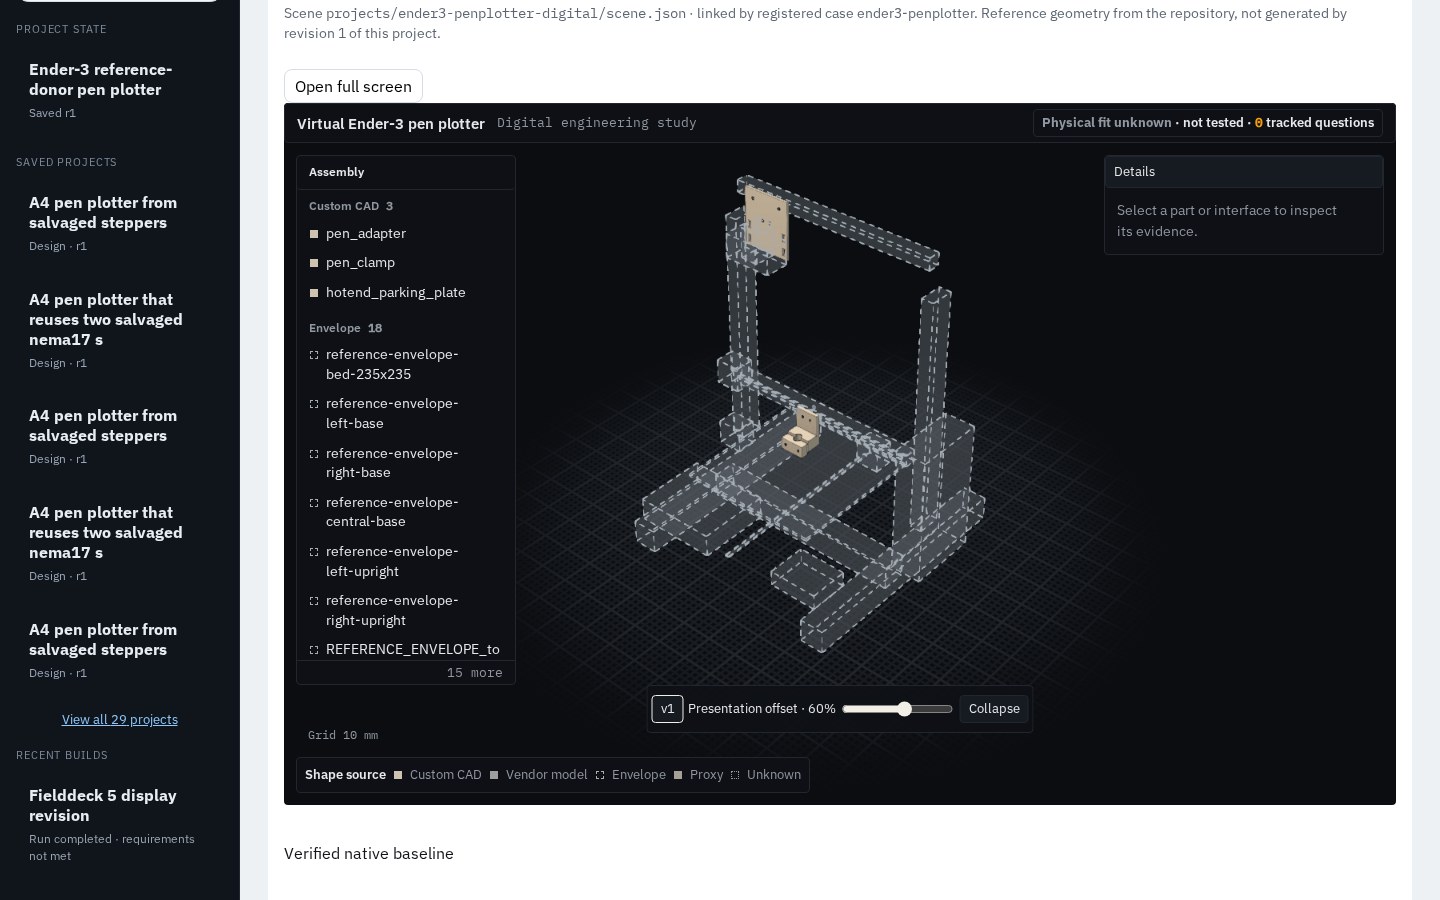 PROJECT STATE
Ender-3 reference-
donor pen plotter
Saved r1
SAVED PROJECTS
A4 pen plotter from
salvaged steppers
Design · r1
A4 pen plotter that
reuses two salvaged
nema17 s
Design · r1
A4 pen plotter from
salvaged steppers
Design · r1
A4 pen plotter that
reuses two salvaged
nema17 s
Design · r1
A4 pen plotter from
salvaged steppers
Design · r1
View all 29 projects
RECENT BUILDS
Fielddeck 5 display
revision
Run completed · requirements
not met
Scene projects/ender3-penplotter-digital/scene.json · linked by registered case ender3-penplotter. Reference geometry from the repository, not generated by
revision 1 of this project.
Open full screen
Virtual Ender-3 pen plotter Digital engineering study
Physical fit unknown · not tested · 0 tracked questions
Assembly
Custom CAD 3
pen_adapter
pen_clamp
hotend_parking_plate
Envelope 18
reference-envelope-
bed-235x235
reference-envelope-
left-base
reference-envelope-
right-base
reference-envelope-
central-base
reference-envelope-
left-upright
reference-envelope-
right-upright
REFERENCE_ENVELOPE_to
15 more
Details
Select a part or interface to inspect
its evidence.
v1 Presentation offset · 60% Collapse
Grid 10 mm
Shape source Custom CAD Vendor model Envelope Proxy Unknown
Verified native baseline